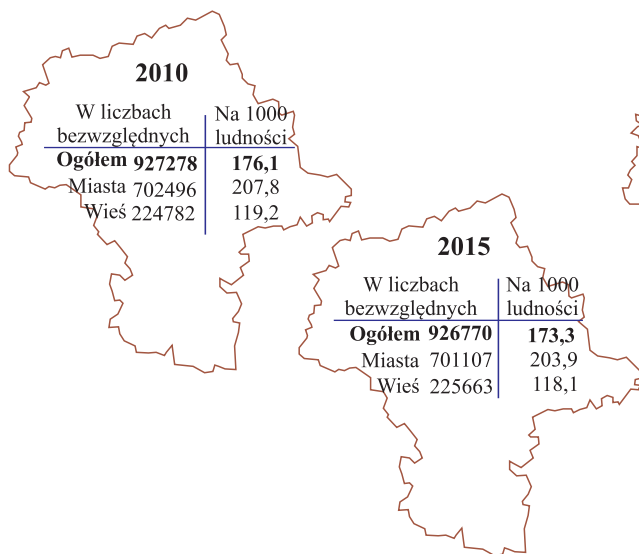 2010
W liczbach bezwzględnych Na 1000 ludności
Ogółem 927278 176,1
Miasta 702496 207,8
Wieś 224782 119,2
2015
W liczbach bezwzględnych Na 1000 ludności
Ogółem 926770 173,3
Miasta 701107 203,9
Wieś 225663 118,1